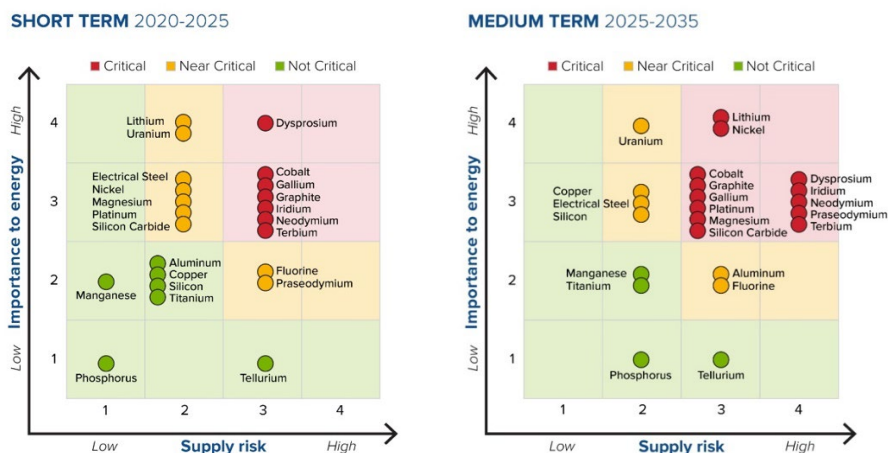 SHORT TERM 2020-2025
Critical Near Critical Not Critical
High
Importance to energy
Low
4
3
2
1
Lithium
Uranium
Dysprosium
Electrical Steel
Nickel
Magnesium
Platinum
Silicon Carbide
Cobalt
Gallium
Graphite
Iridium
Neodymium
Terbium
Manganese
Aluminum
Copper
Silicon
Titanium
Fluorine
Praseodymium
Phosphorus
Tellurium
1 2 3 4
Low Supply risk High
MEDIUM TERM 2025-2035
Critical Near Critical Not Critical
High
Importance to energy
Low
4
3
2
1
Uranium
Lithium
Nickel
Copper
Electrical Steel
Silicon
Cobalt
Graphite
Gallium
Platinum
Magnesium
Silicon Carbide
Dysprosium
Iridium
Neodymium
Praseodymium
Terbium
Manganese
Titanium
Aluminum
Fluorine
Phosphorus
Tellurium
1 2 3 4
Low Supply risk High